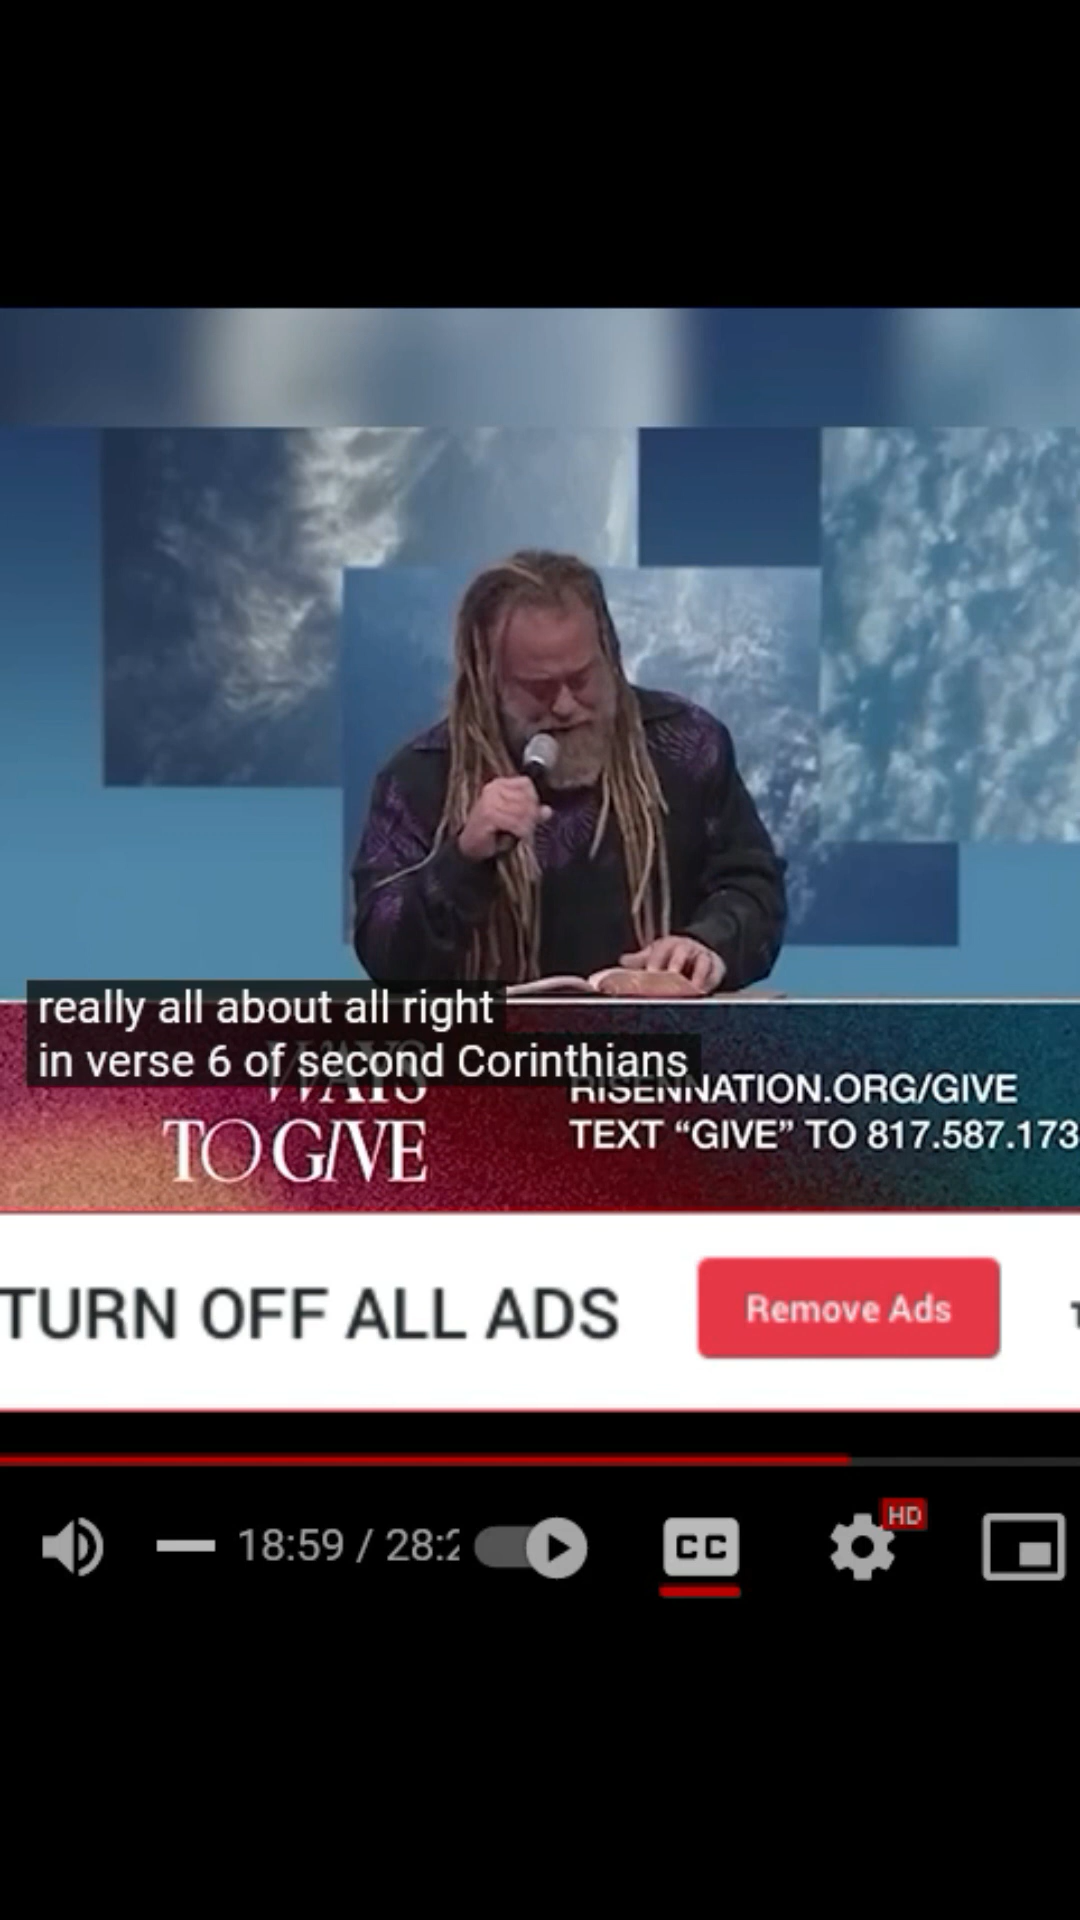 really all about all right
in verse 6 of second Corinthians
WAYS
TO GIVE
RISENNATION.ORG/GIVE
TEXT “GIVE” TO 817.587.173
TURN OFF ALL ADS
Remove Ads
18:59 / 28:2
CC
HD